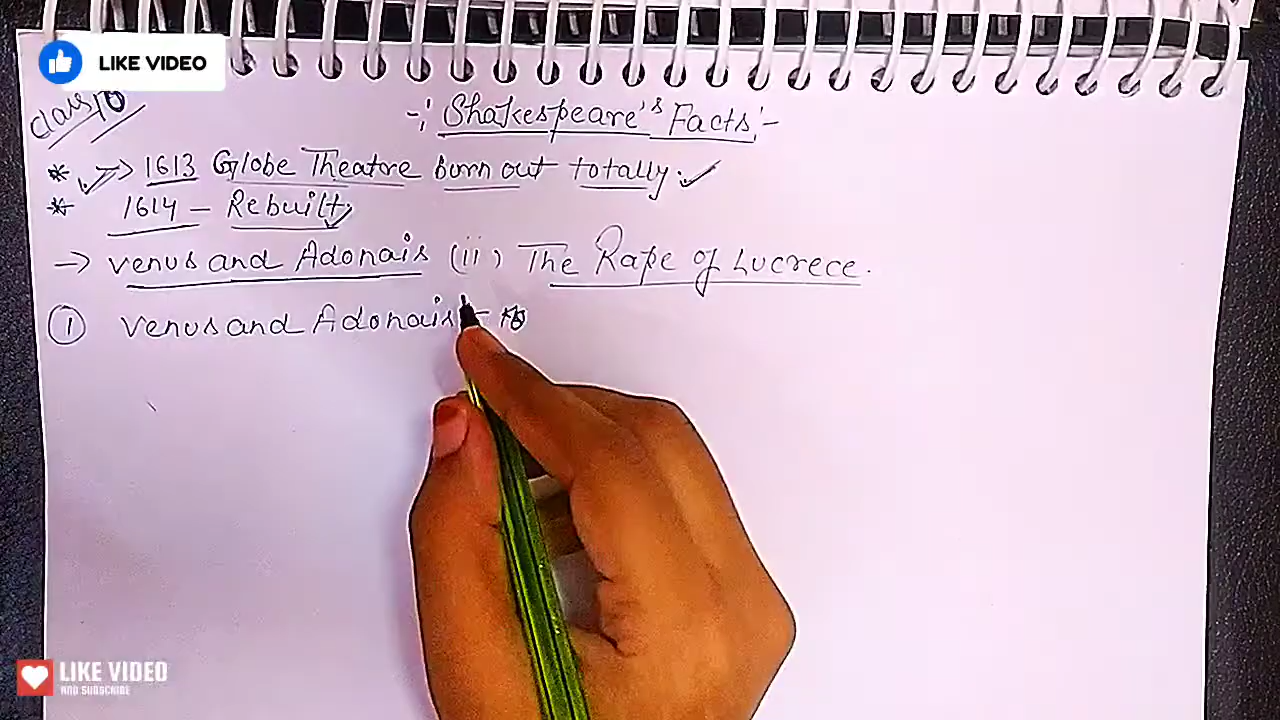 LIKE VIDEO
Class 10
-: Shakespeare's Facts :-
* -> 1613 Globe Theatre burn out totally.
* 1614 - Rebuilt
-> venus and Adonais (ii) The Rape of Lucrece.
① venus and Adonais -
LIKE VIDEO
AND SUBSCRIBE